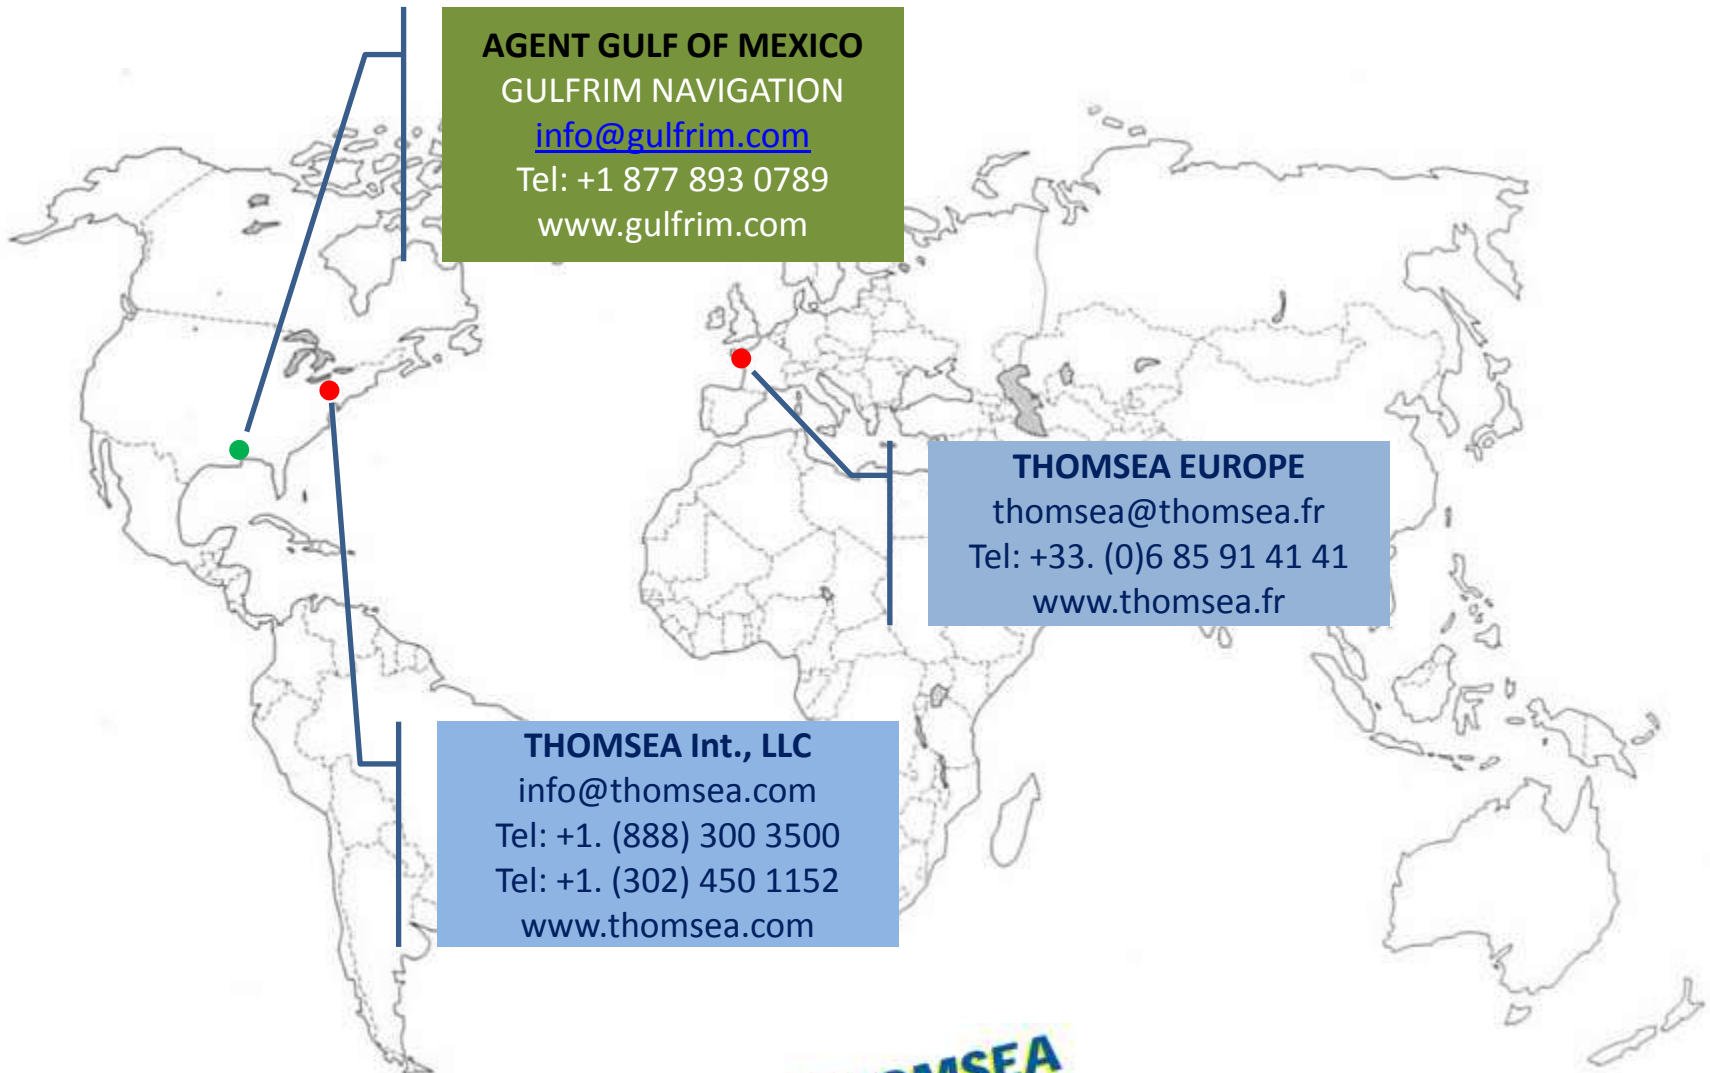 AGENT GULF OF MEXICO
GULFRIM NAVIGATION
info@gulfrim.com
Tel: +1 877 893 0789
www.gulfrim.com
THOMSEA EUROPE
thomsea@thomsea.fr
Tel: +33. (0)6 85 91 41 41
www.thomsea.fr
THOMSEA Int., LLC
info@thomsea.com
Tel: +1. (888) 300 3500
Tel: +1. (302) 450 1152
www.thomsea.com
THOMSEA